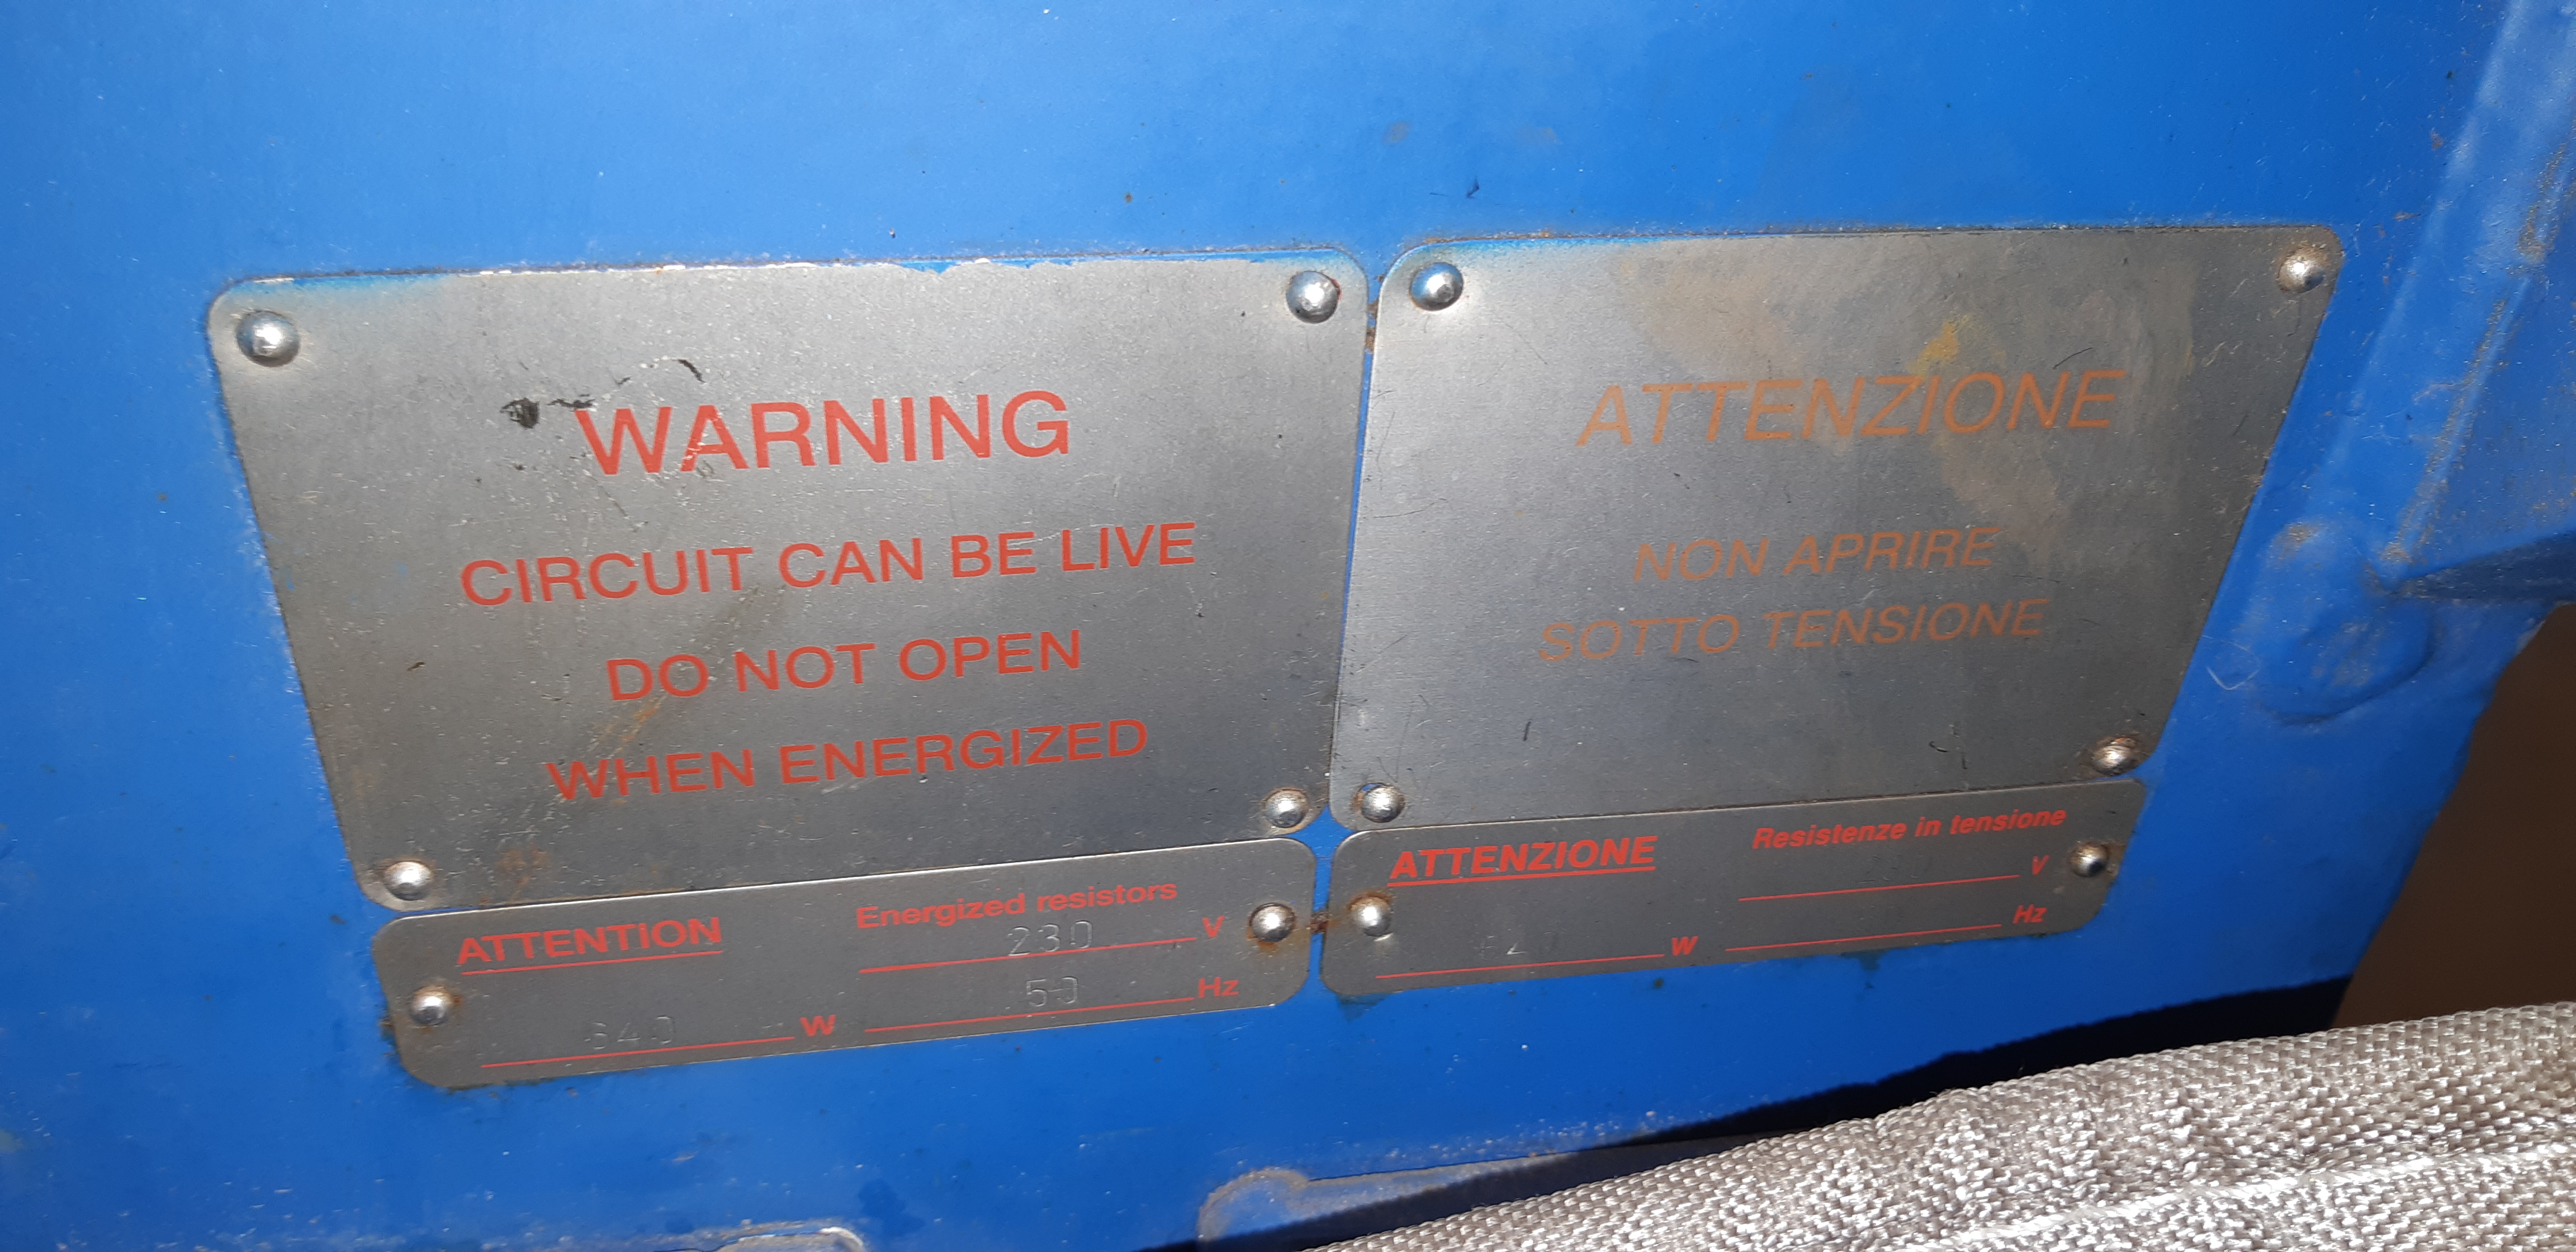 WARNING
CIRCUIT CAN BE LIVE
DO NOT OPEN
WHEN ENERGIZED
ATTENZIONE
NON APRIRE
SOTTO TENSIONE
ATTENTION
Energized resistors
230 V
50 Hz
W
ATTENZIONE
Resistenze in tensione
V
Hz
W